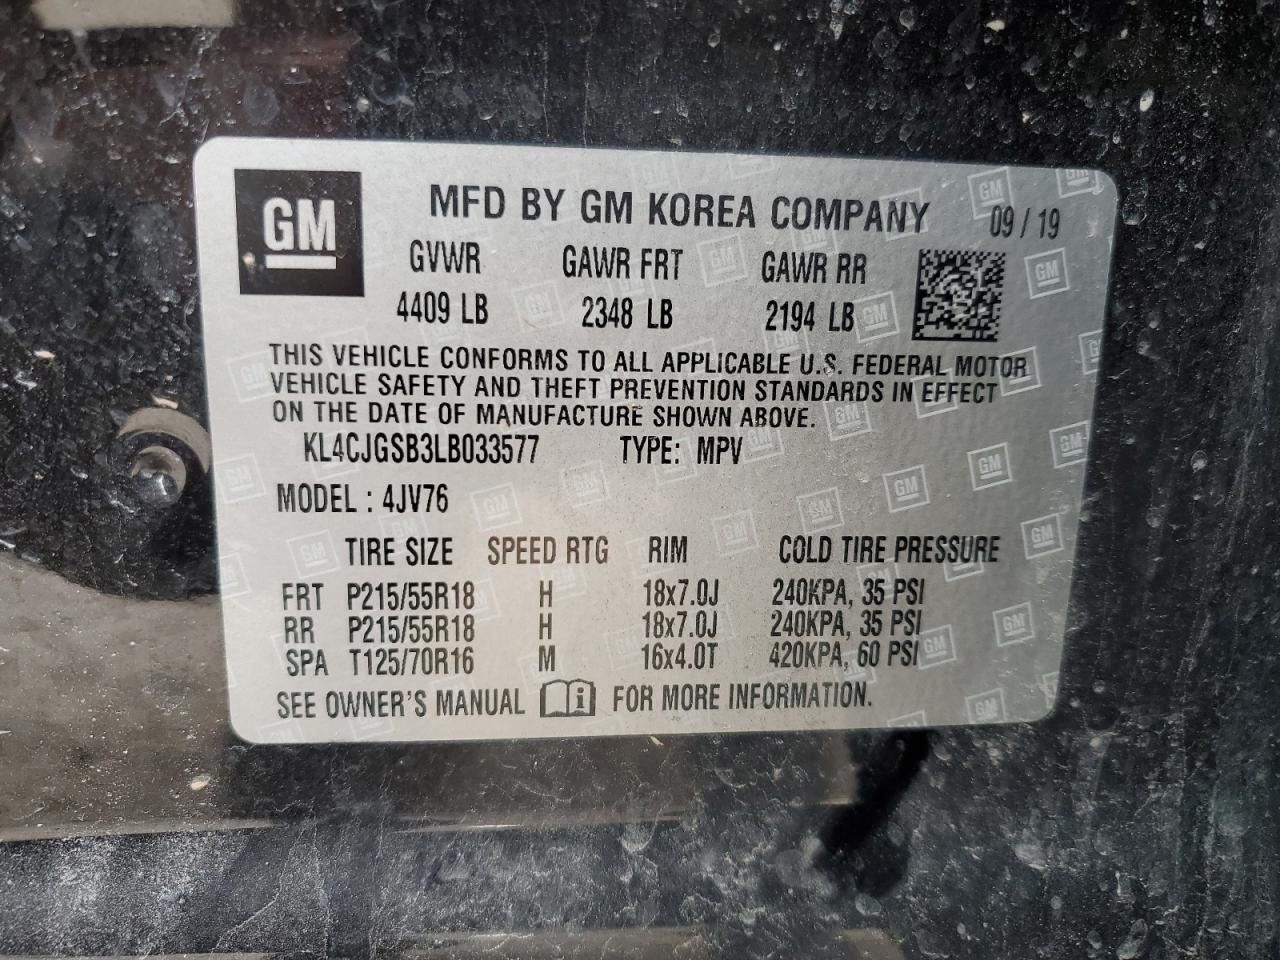 GM
MFD BY GM KOREA COMPANY 09 / 19
GVWR GAWR FRT GAWR RR
4409 LB 2348 LB 2194 LB
THIS VEHICLE CONFORMS TO ALL APPLICABLE U.S. FEDERAL MOTOR
VEHICLE SAFETY AND THEFT PREVENTION STANDARDS IN EFFECT
ON THE DATE OF MANUFACTURE SHOWN ABOVE.
KL4CJGSB3LB033577 TYPE: MPV
MODEL : 4JV76
TIRE SIZE SPEED RTG RIM COLD TIRE PRESSURE
FRT P215/55R18 H 18x7.0J 240KPA, 35 PSI
RR P215/55R18 H 18x7.0J 240KPA, 35 PSI
SPA T125/70R16 M 16x4.0T 420KPA, 60 PSI
SEE OWNER'S MANUAL i FOR MORE INFORMATION.